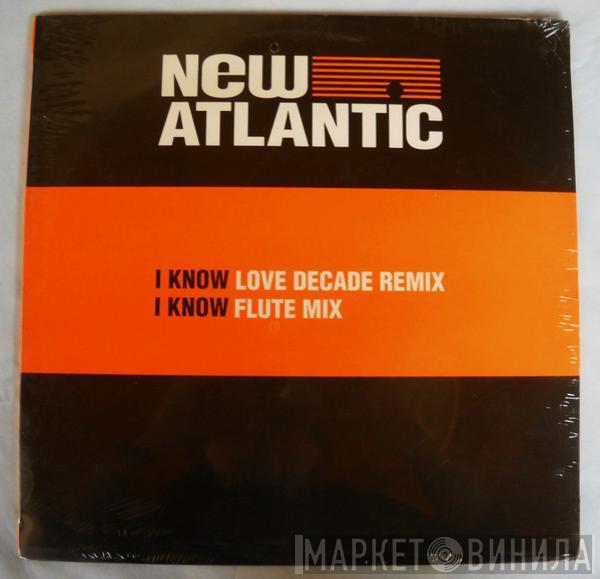 New
ATLANTIC
I KNOW LOVE DECADE REMIX
I KNOW FLUTE MIX
МАРКЕТ ВИНИЛА